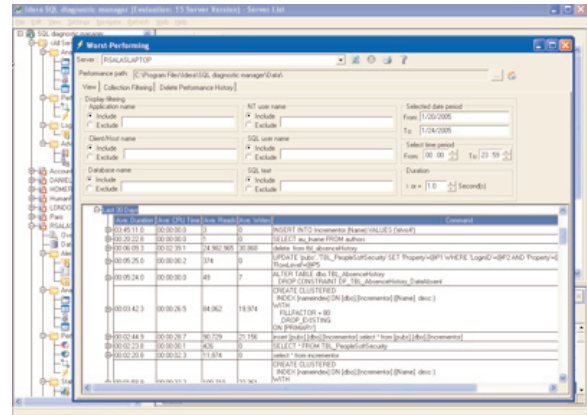 Idera SQL diagnostic manager (Evaluation: 15 Server Version) - Server List
File Edit View Settings Navigate Refresh Help
SQL diagnostic manager
Worst-Performing
Server: RSALASLAPTOP
Performance path: C:\Program Files\Idera\SQL diagnostic manager\Data\
View | Collection Filtering | Delete Performance History
Display filtering
Application name
Include
Exclude
NT user name
Include
Exclude
Selected date period
From: 1/20/2005
To: 1/24/2005
Client/Host name
Include
Exclude
SQL user name
Include
Exclude
Select time period
From: 00:00 To: 23:59
Database name
Include
Exclude
SQL text
Include
Exclude
Duration
> or = 1.0 Second(s)
Last 30 Days
Ave. Duration Ave. CPU Time Ave. Reads Ave. Writes Command
03:45:11.0 00:00:00.0 3 0 INSERT INTO Incrementor (Name) VALUES
00:20:22.8 00:00:00.0 1 0 SELECT au_lname FROM authors
00:06:09.3 00:02:39.1 24,982,965 30,868 delete from tbl_absenceHistory
00:05:25.0 00:00:00.2 374 0 UPDATE 'pubs'..'TBL_PeopleSoftSecurity' SET 'Property'=@P1 WHERE 'LoginID'=@P2 AND
'RowLevel'=@P5
00:05:24.0 00:00:00.0 49 7 ALTER TABLE dbo.TBL_AbsenceHistory
DROP CONSTRAINT DF_TBL_AbsenceHistory_DateAbsent
00:03:42.3 00:00:26.5 84,062 19,974 CREATE CLUSTERED
INDEX [nameindex] ON [dbo].[Incrementor] ([Name] desc )
WITH
FILLFACTOR = 80
,DROP_EXISTING
ON [PRIMARY]
00:02:44.9 00:00:28.7 90,729 21,156 insert [pubs].[dbo].[Incrementor] select * from [pubs].[dbo].[Incrementor]
00:02:23.8 00:00:00.1 426 0 SELECT * FROM TBL_PeopleSoftSecurity
00:02:20.8 00:00:02.3 11,874 0 select * from incrementor
CREATE CLUSTERED
INDEX [nameindex] ON [dbo].[Incrementor] ([Name] desc )
WITH